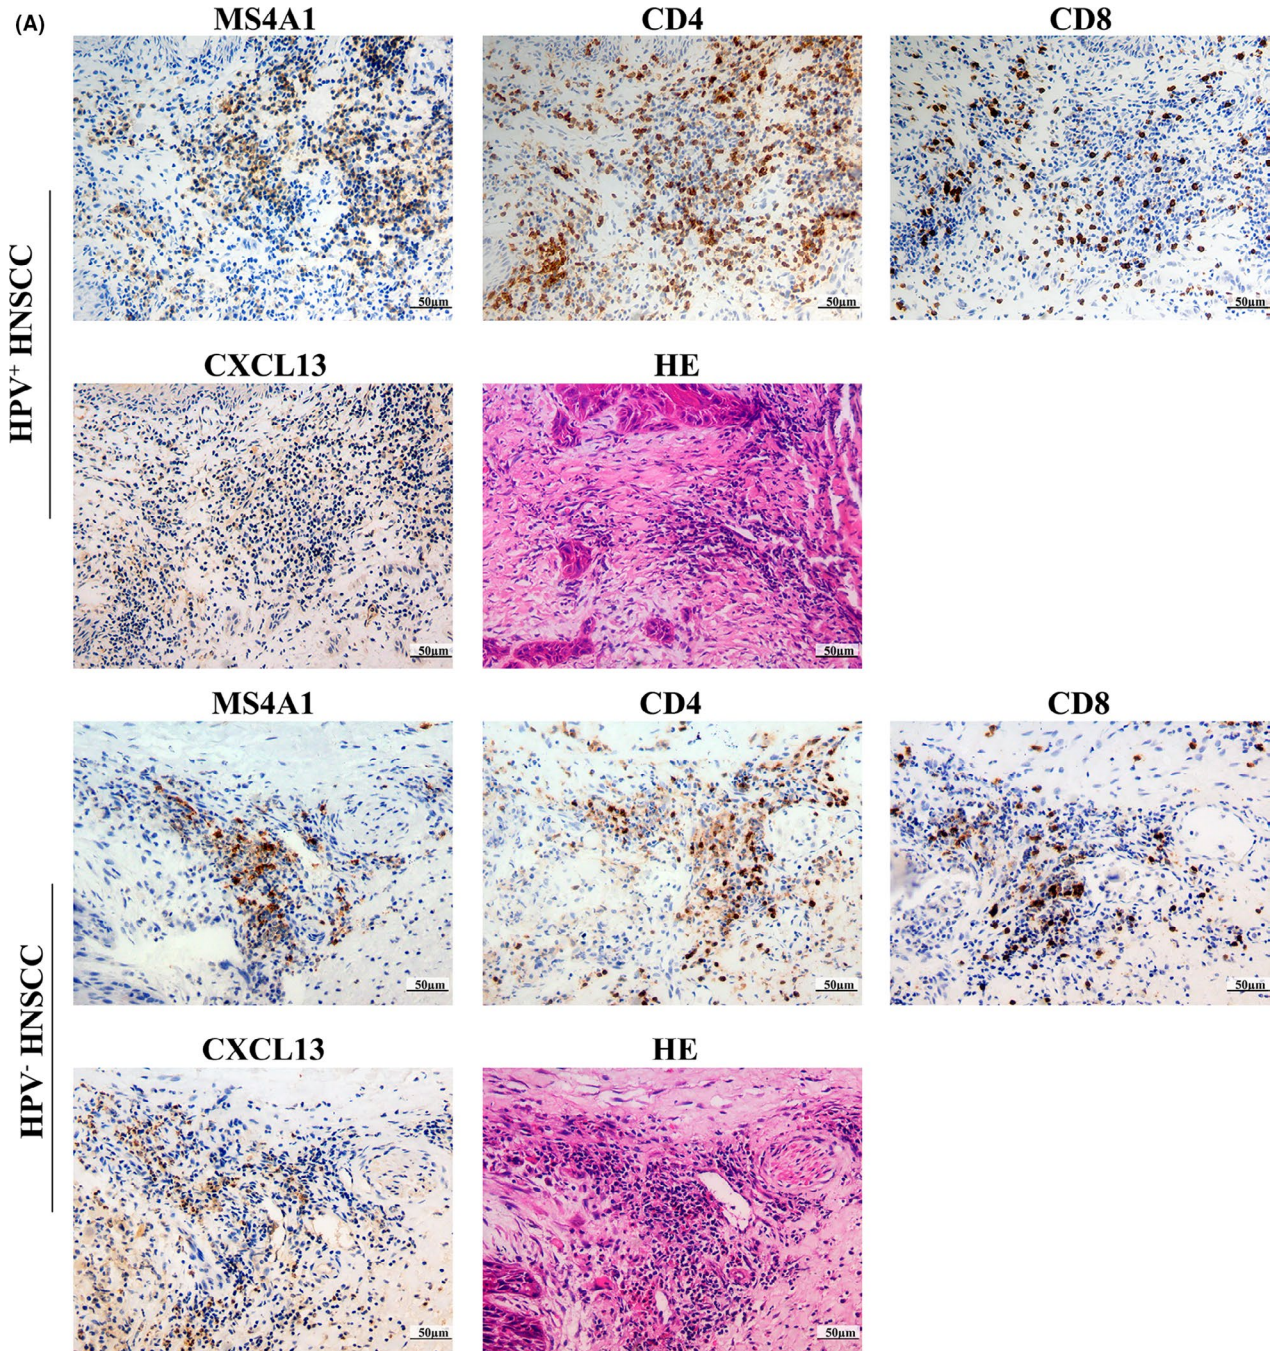 (A)
MS4A1 CD4 CD8
HPV⁺ HNSCC
50µm 50µm 50µm
CXCL13 HE
50µm 50µm
MS4A1 CD4 CD8
HPV⁻ HNSCC
50µm 50µm 50µm
CXCL13 HE
50µm 50µm